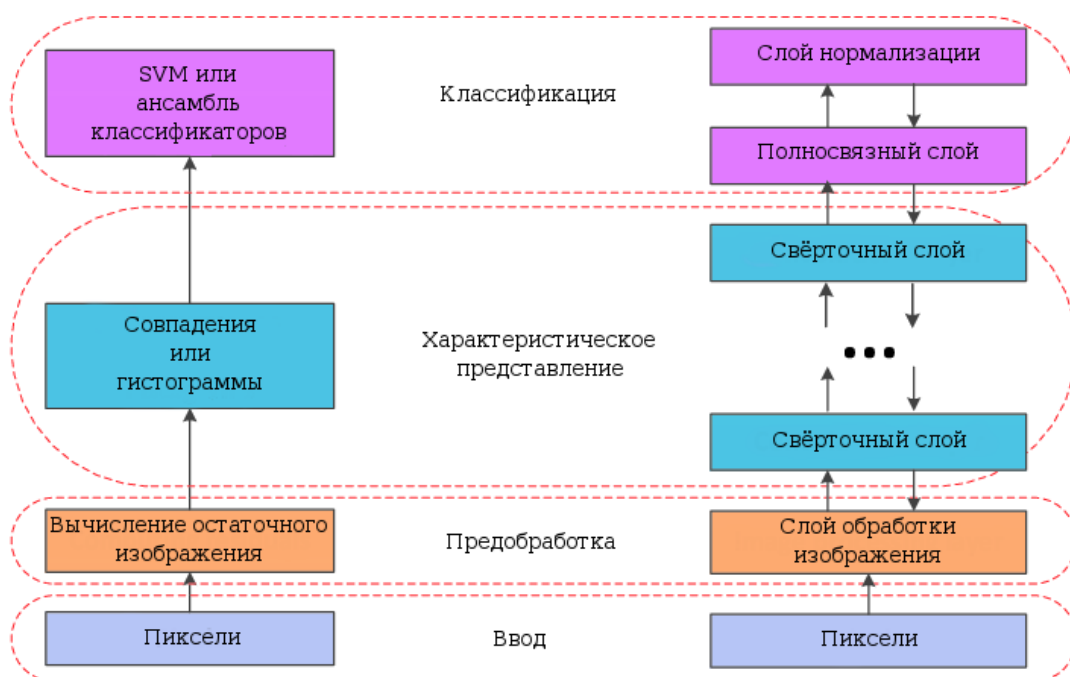 SVM или
ансамбль
классификаторов
Классификация
Слой нормализации
Полносвязный слой
Совпадения
или
гистограммы
Характеристическое
представление
Свёрточный слой
...
Свёрточный слой
Вычисление остаточного
изображения
Предобработка
Слой обработки
изображения
Пиксели
Ввод
Пиксели